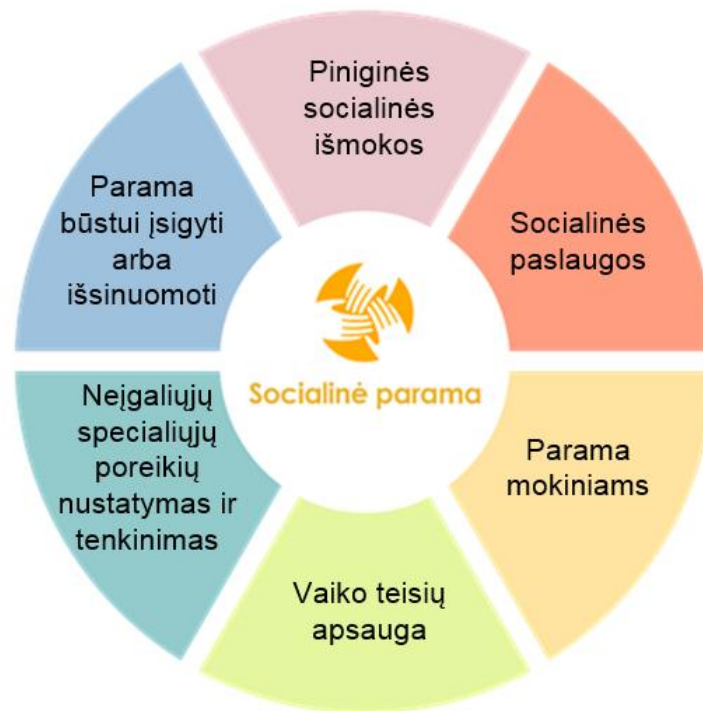 Piniginės
socialinės
išmokos
Socialinės
paslaugos
Parama
mokiniams
Vaiko teisių
apsauga
Neįgaliųjų
specialiųjų
poreikių
nustatymas ir
tenkinimas
Parama
būstui įsigyti
arba
išsinuomoti
Socialinė parama